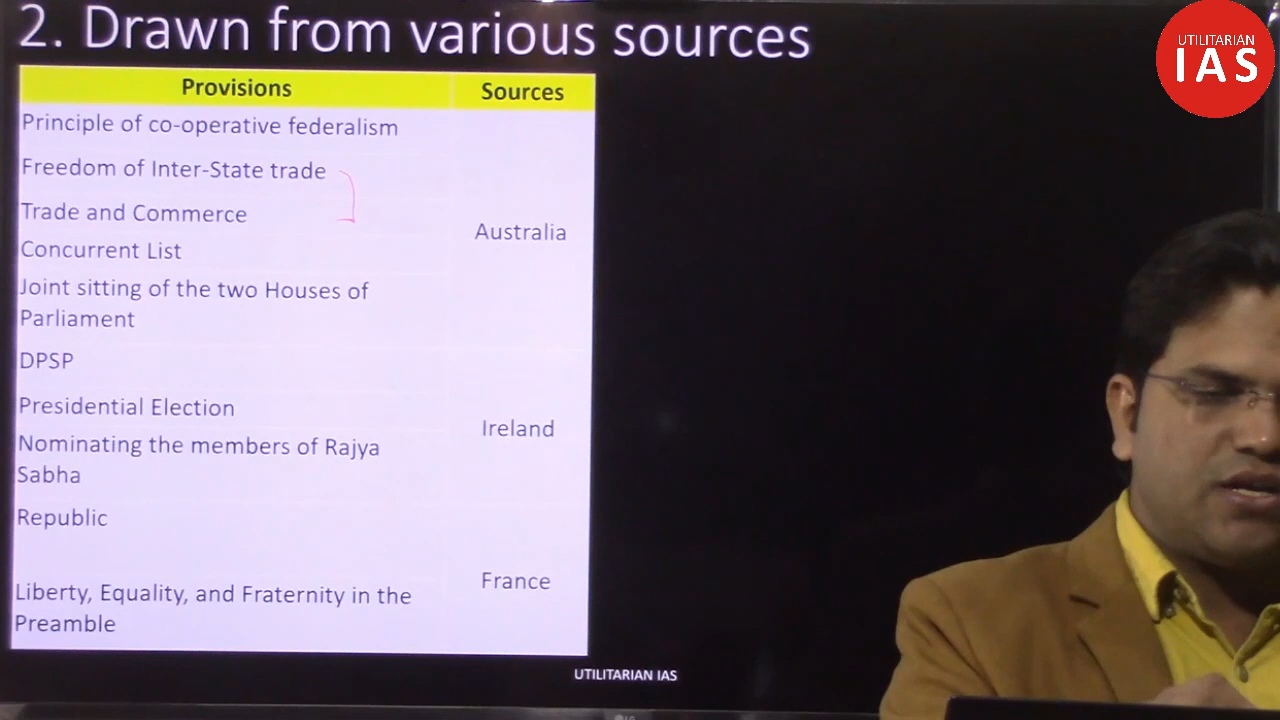 2. Drawn from various sources
UTILITARIAN
IAS
Provisions
Sources
Principle of co-operative federalism
Freedom of Inter-State trade
Trade and Commerce
Concurrent List
Joint sitting of the two Houses of
Parliament
Australia
DPSP
Presidential Election
Nominating the members of Rajya
Sabha
Ireland
Republic
Liberty, Equality, and Fraternity in the
Preamble
France
UTILITARIAN IAS
LG